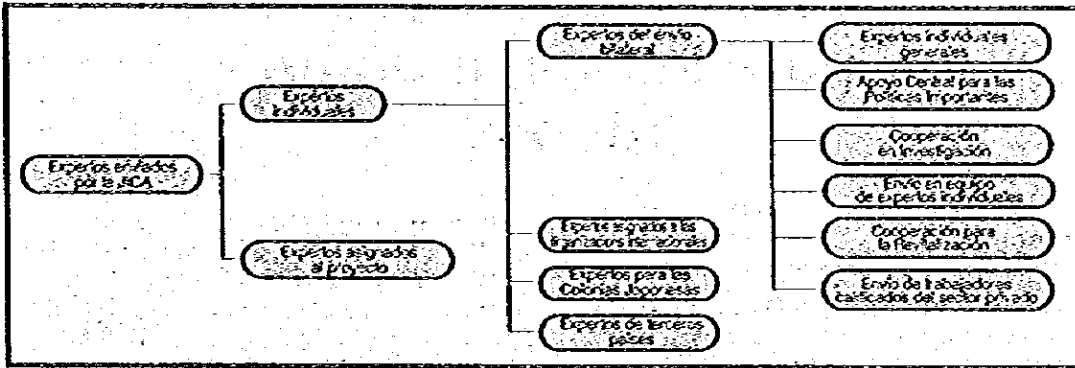 Expertos enviados
por la JICA
Expertos
Individuales
Expertos asignados
al proyecto
Expertos del envío
bilateral
Expertos asignados a las
organizaciones internacionales
Expertos para las
Colonias Japonesas
Expertos de terceros
países
Expertos individuales
generales
Apoyo Central para las
Políticas Importantes
Cooperación
en Investigación
Envío en equipo
de expertos individuales
Cooperación para
la Revitalización
Envío de trabajadores
calificados del sector privado